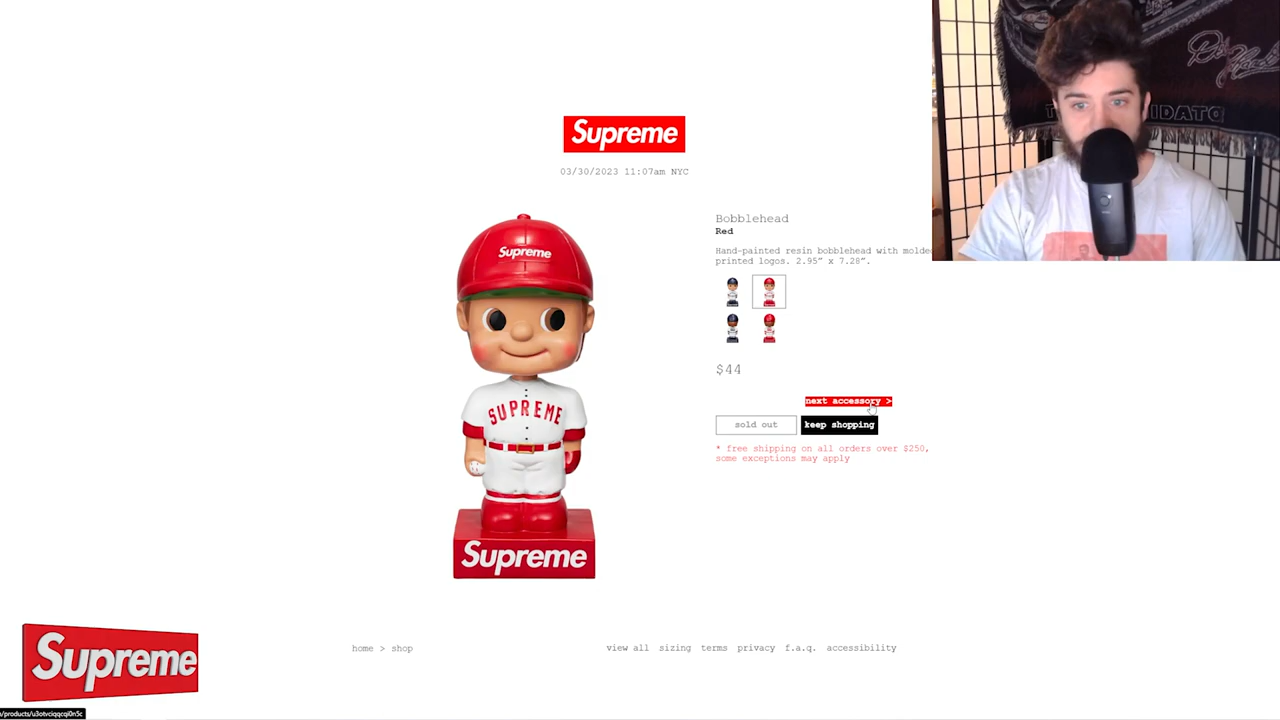 Supreme
03/30/2023 11:07am NYC
Supreme
SUPREME
Supreme
Bobblehead
Red
Hand-painted resin bobblehead with molded
printed logos. 2.95” x 7.28”.
$44
next accessory >
sold out
keep shopping
* free shipping on all orders over $250,
some exceptions may apply
home > shop
view all sizing terms privacy f.a.q. accessibility
Supreme
IDATO